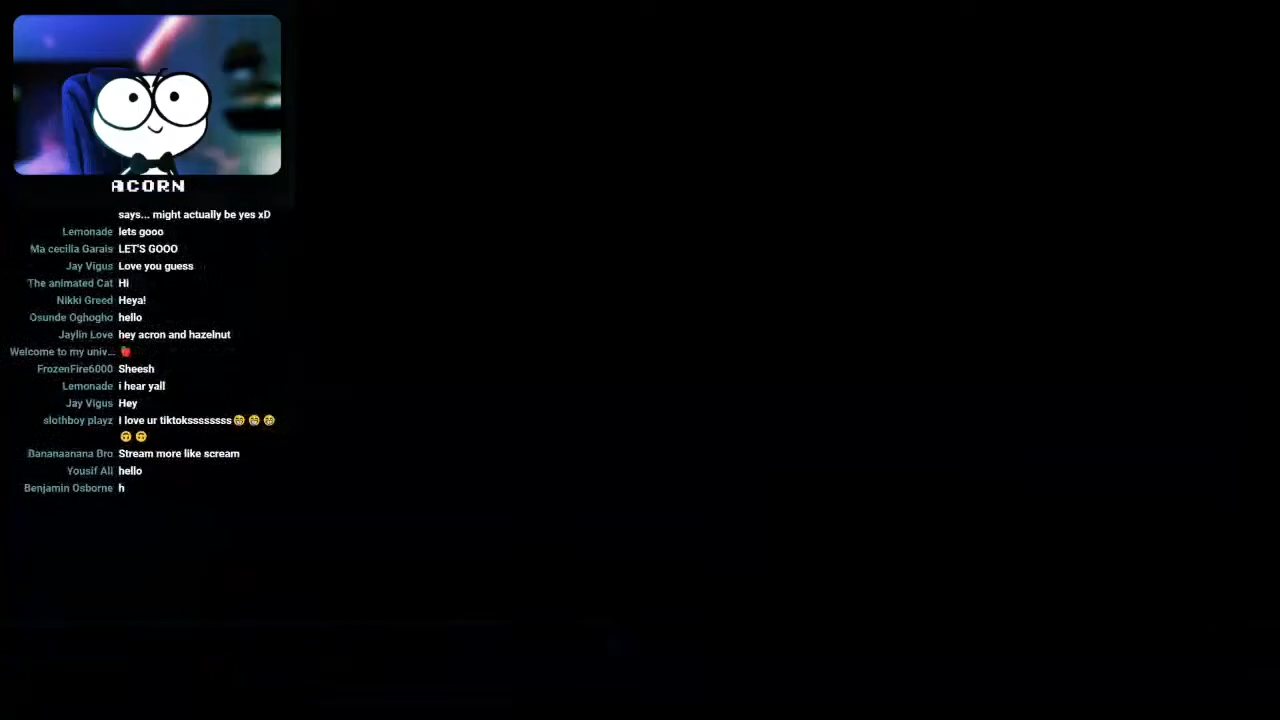 ACORN
says... might actually be yes xD
Lemonade lets gooo
Ma cecilia Garais LET'S GOOO
Jay Vigus Love you guess
The animated Cat Hi
Nikki Greed Heya!
Osunde Oghogho hello
Jaylin Love hey acron and hazelnut
Welcome to my univ... 🍎
FrozenFire6000 Sheesh
Lemonade i hear yall
Jay Vigus Hey
slothboy playz I love ur tiktokssssssss😁😁😁
🙃🙃
Bananaanana Bro Stream more like scream
Yousif Ali hello
Benjamin Osborne h